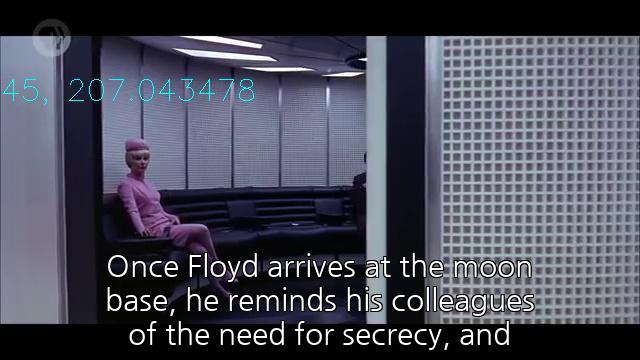 45, 207.043478
Once Floyd arrives at the moon
base, he reminds his colleagues
of the need for secrecy, and